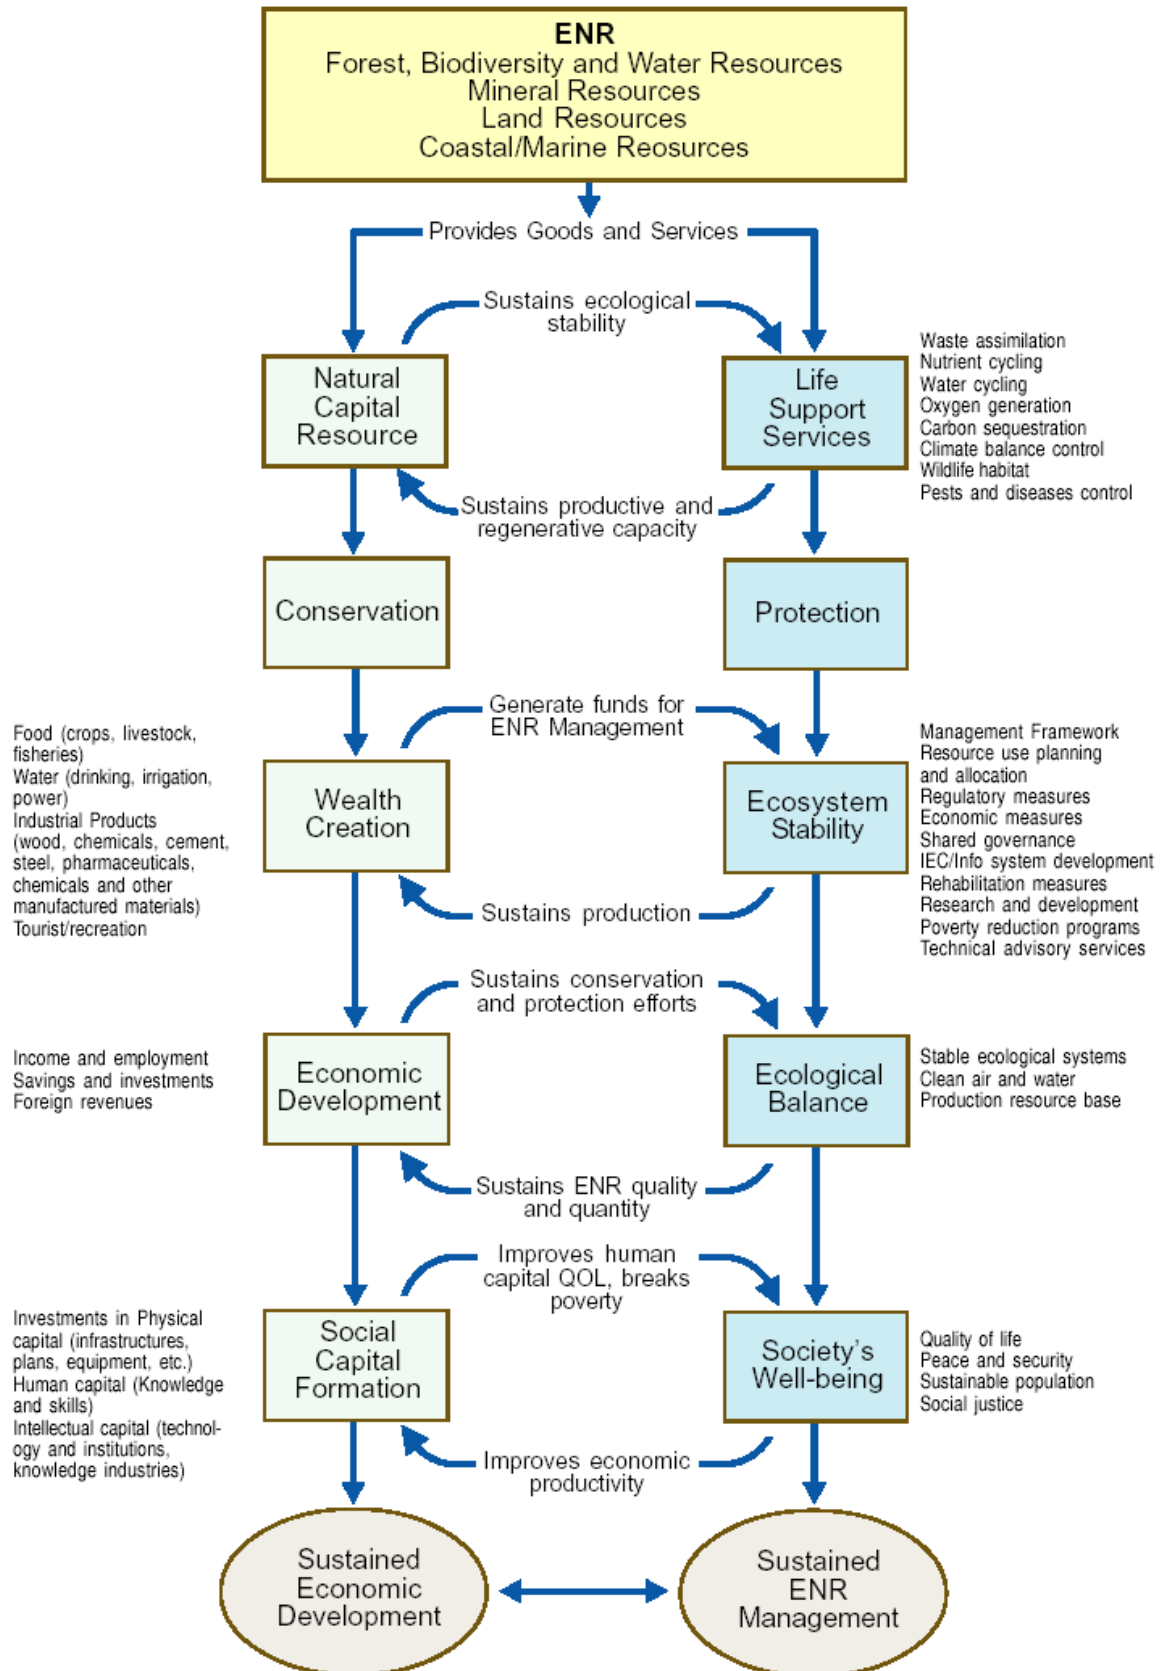 ENR
Forest, Biodiversity and Water Resources
Mineral Resources
Land Resources
Coastal/Marine Reosurces
Provides Goods and Services
Sustains ecological
stability
Natural
Capital
Resource
Life
Support
Services
Waste assimilation
Nutrient cycling
Water cycling
Oxygen generation
Carbon sequestration
Climate balance control
Wildlife habitat
Pests and diseases control
Sustains productive and
regenerative capacity
Conservation
Protection
Generate funds for
ENR Management
Food (crops, livestock,
fisheries)
Water (drinking, irrigation,
power)
Industrial Products
(wood, chemicals, cement,
steel, pharmaceuticals,
chemicals and other
manufactured materials)
Tourist/recreation
Wealth
Creation
Ecosystem
Stability
Management Framework
Resource use planning
and allocation
Regulatory measures
Economic measures
Shared governance
IEC/Info system development
Rehabilitation measures
Research and development
Poverty reduction programs
Technical advisory services
Sustains production
Sustains conservation
and protection efforts
Income and employment
Savings and investments
Foreign revenues
Economic
Development
Ecological
Balance
Stable ecological systems
Clean air and water
Production resource base
Sustains ENR quality
and quantity
Improves human
capital QOL, breaks
poverty
Investments in Physical
capital (infrastructures,
plans, equipment, etc.)
Human capital (Knowledge
and skills)
Intellectual capital (technol-
ogy and institutions,
knowledge industries)
Social
Capital
Formation
Society's
Well-being
Quality of life
Peace and security
Sustainable population
Social justice
Improves economic
productivity
Sustained
Economic
Development
Sustained
ENR
Management